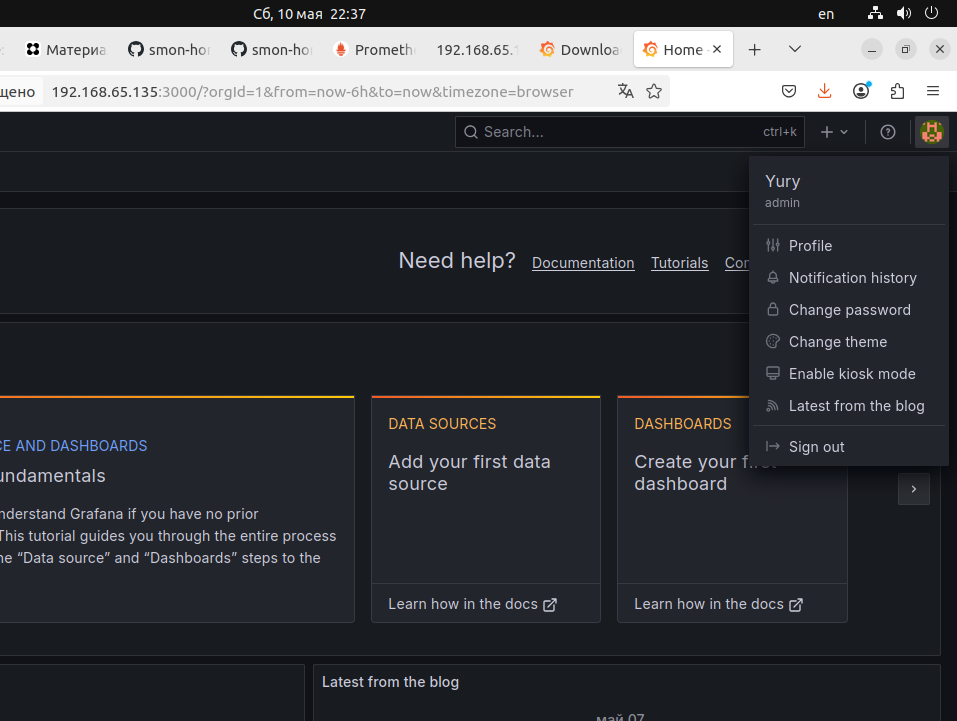 Сб, 10 мая 22:37
en
Материа
smon-hor
smon-hor
Prometh
192.168.65.1
Downloa
Home -
щено
192.168.65.135:3000/?orgId=1&from=now-6h&to=now&timezone=browser
Search...
ctrl+k
Yury
admin
Profile
Notification history
Change password
Change theme
Enable kiosk mode
Latest from the blog
Sign out
Need help?
Documentation
Tutorials
Con
CE AND DASHBOARDS
undamentals
nderstand Grafana if you have no prior
This tutorial guides you through the entire process
he “Data source” and “Dashboards” steps to the
DATA SOURCES
Add your first data
source
Learn how in the docs
DASHBOARDS
Create your first
dashboard
Learn how in the docs
Latest from the blog
май 07